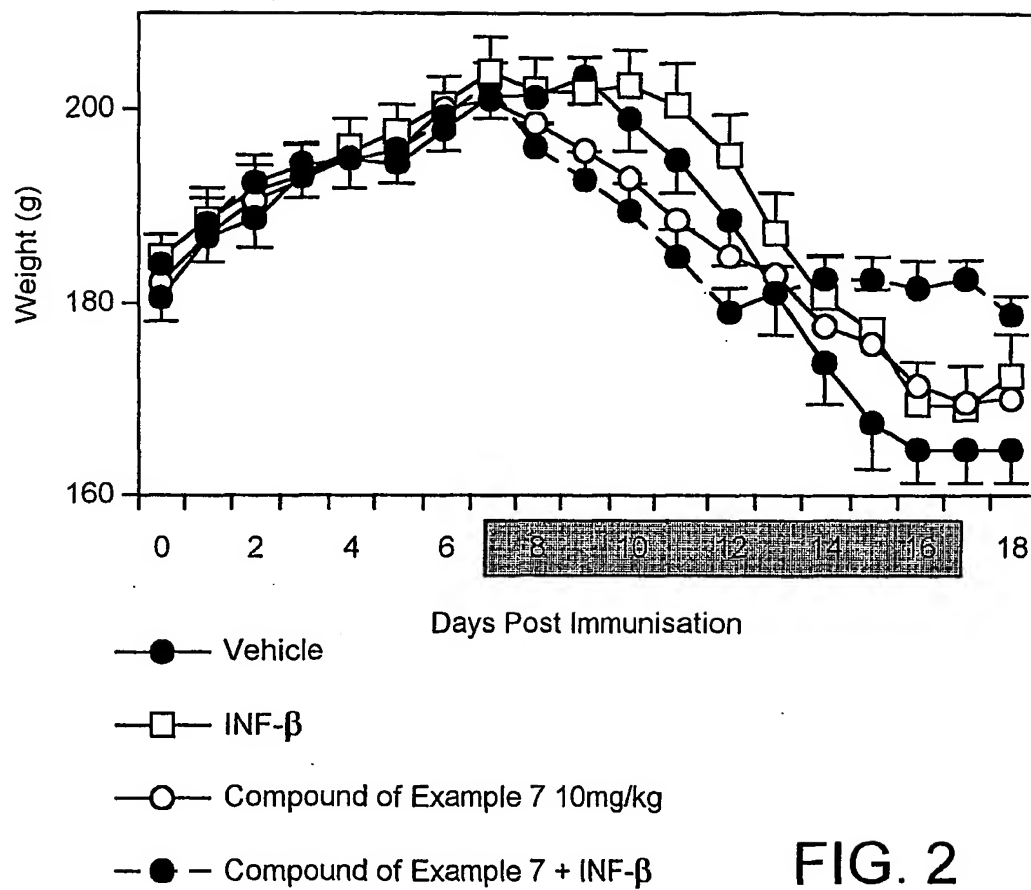 Weight (g)
200
180
160
0 2 4 6 8 10 12 14 16 18
Days Post Immunisation
Vehicle
INF-β
Compound of Example 7 10mg/kg
Compound of Example 7 + INF-β
FIG. 2